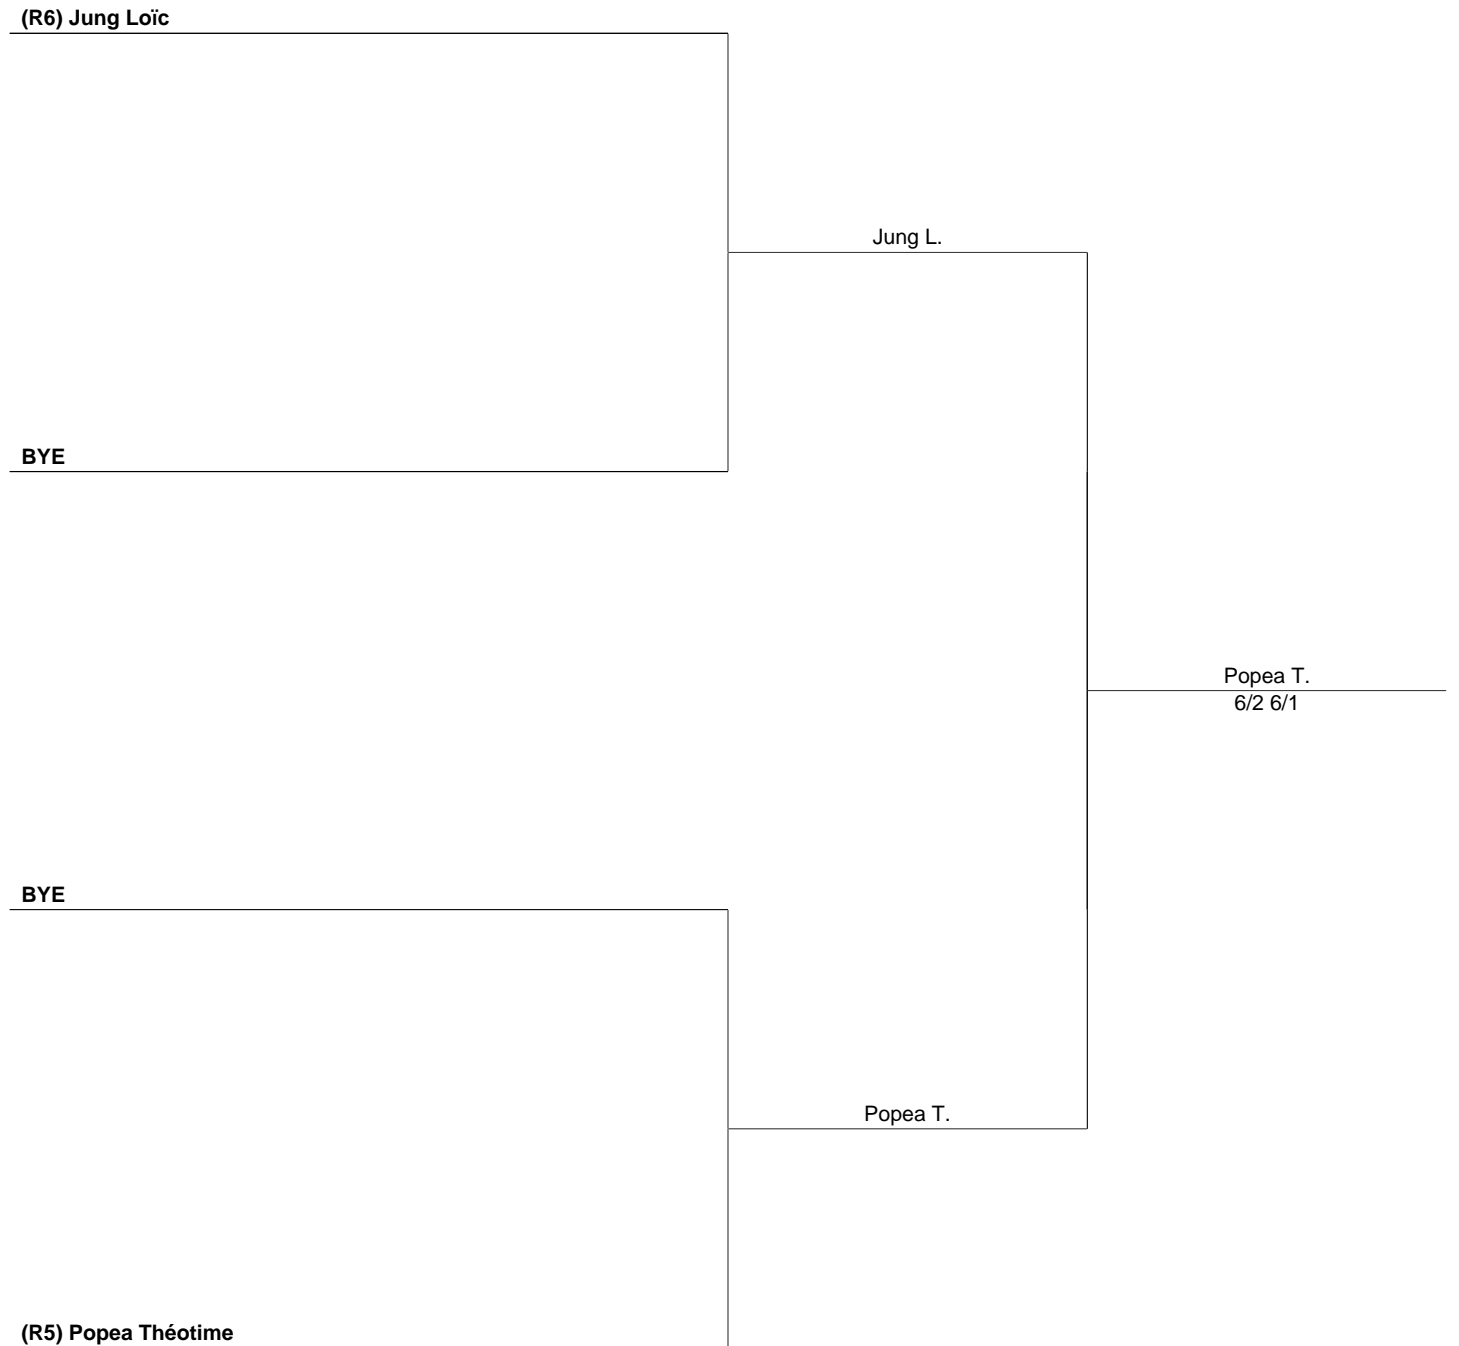 (R6) Jung Loïc
Jung L.
BYE
Popea T.
6/2 6/1
BYE
Popea T.
(R5) Popea Théotime